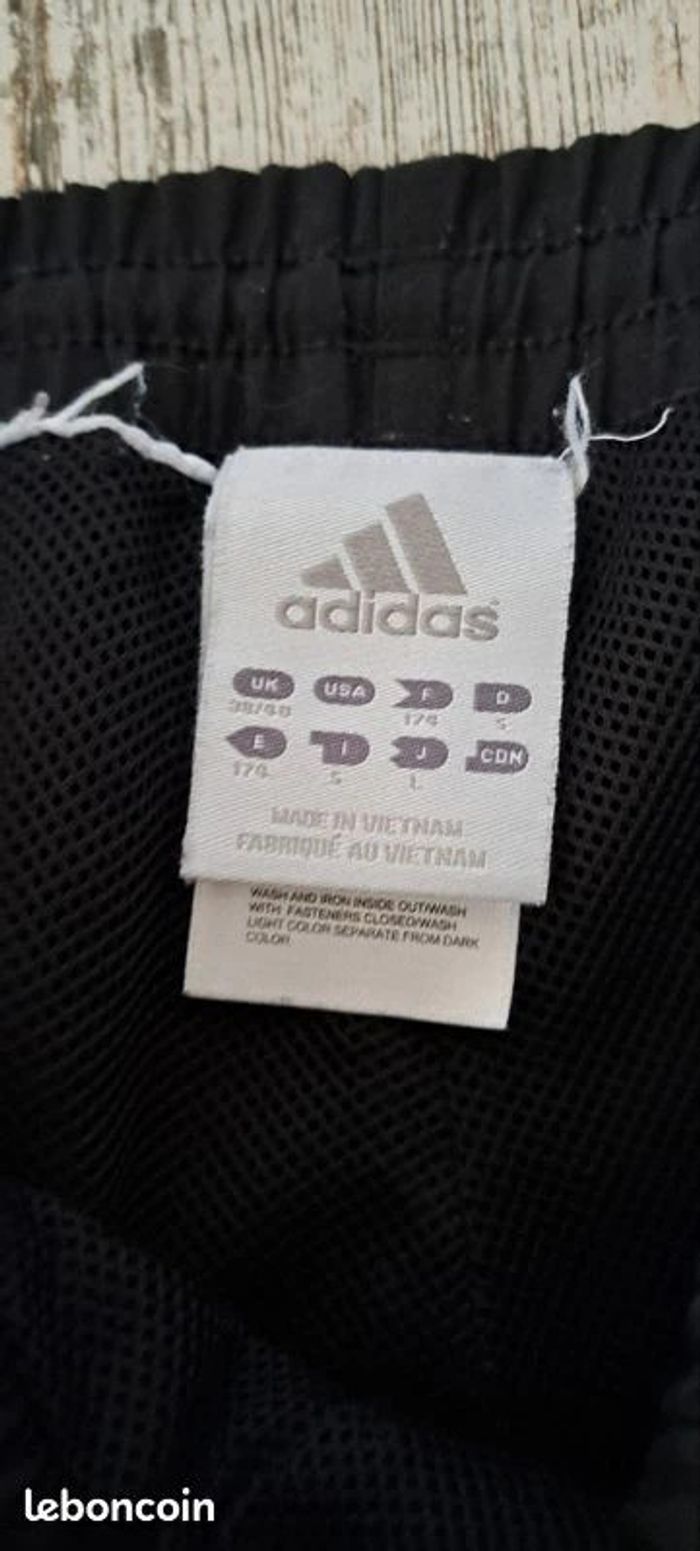 adidas
UK USA F D
38/40 174 S
E I J CDN
174 S L
MADE IN VIETNAM
FABRIQUÉ AU VIETNAM
WASH AND IRON INSIDE OUT/WASH
WITH FASTENERS CLOSED/WASH
LIGHT COLOR SEPARATE FROM DARK
COLOR
leboncoin